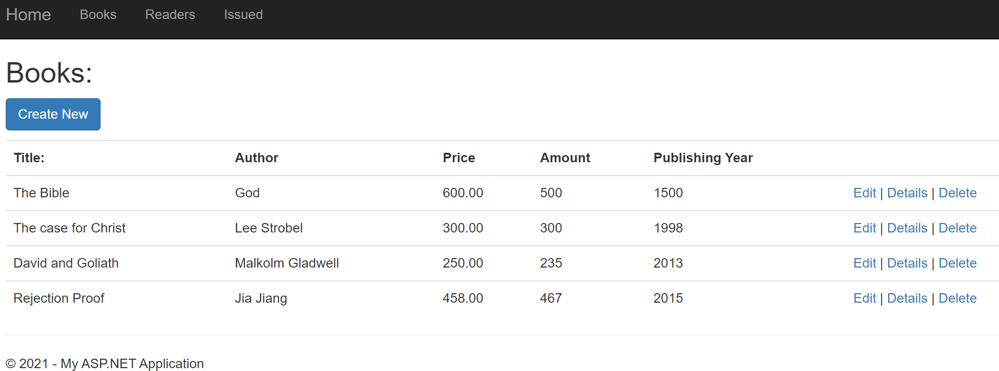 Home Books Readers Issued
Books:
Create New
Title: Author Price Amount Publishing Year
The Bible God 600.00 500 1500 Edit | Details | Delete
The case for Christ Lee Strobel 300.00 300 1998 Edit | Details | Delete
David and Goliath Malkolm Gladwell 250.00 235 2013 Edit | Details | Delete
Rejection Proof Jia Jiang 458.00 467 2015 Edit | Details | Delete
© 2021 - My ASP.NET Application